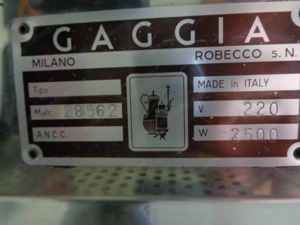 GAGGIA
MILANO ROBECCO s. N.
Tipo
MADE in ITALY
Matr. 28562
V. 220
A.N.C.C.
W. 2500